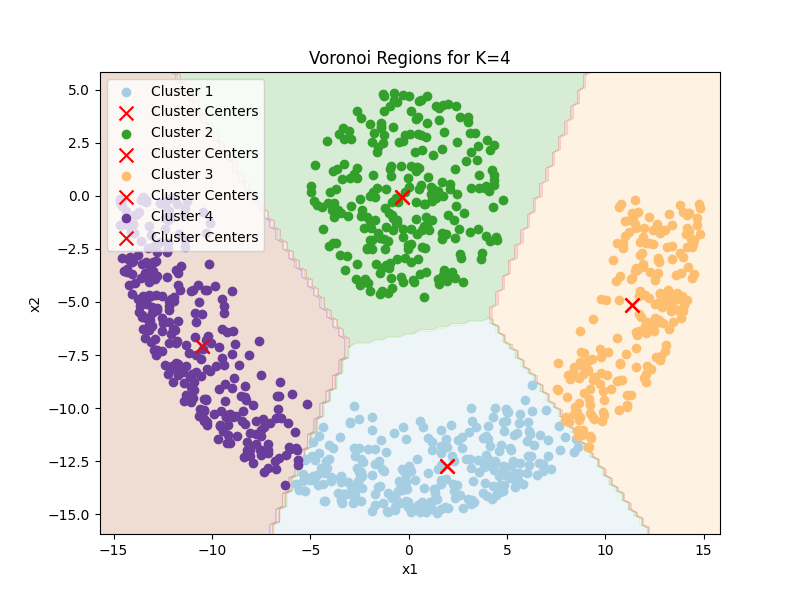 Voronoi Regions for K=4
Cluster 1
Cluster Centers
Cluster 2
Cluster Centers
Cluster 3
Cluster Centers
Cluster 4
Cluster Centers
5.0
2.5
0.0
−2.5
−5.0
−7.5
−10.0
−12.5
−15.0
x2
−15
−10
−5
0
5
10
15
x1